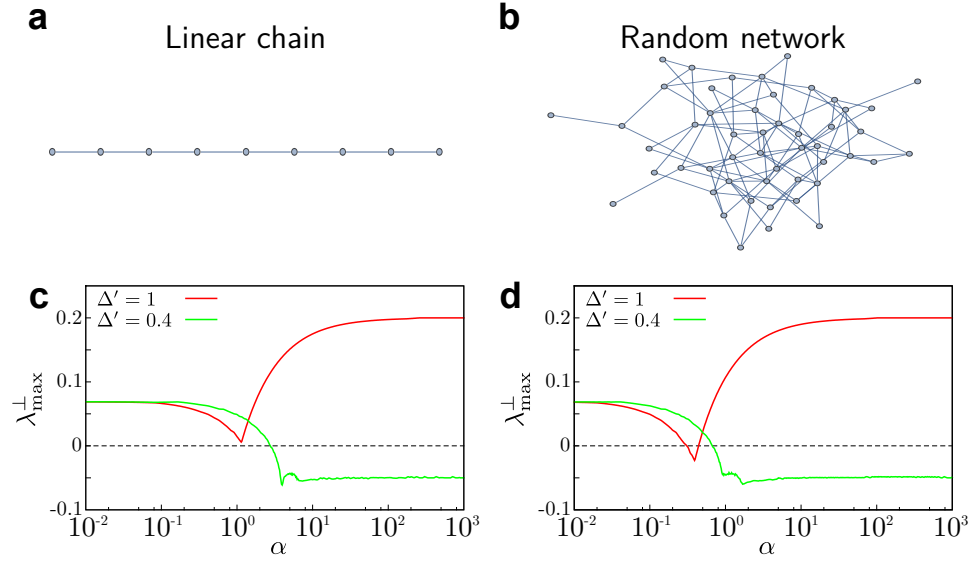 a
Linear chain
b
Random network
c
Δ′ = 1
Δ′ = 0.4
0.2
0.1
0
-0.1
λ⊥max
10⁻² 10⁻¹ 10⁰ 10¹ 10² 10³
α
d
Δ′ = 1
Δ′ = 0.4
0.2
0.1
0
-0.1
λ⊥max
10⁻² 10⁻¹ 10⁰ 10¹ 10² 10³
α